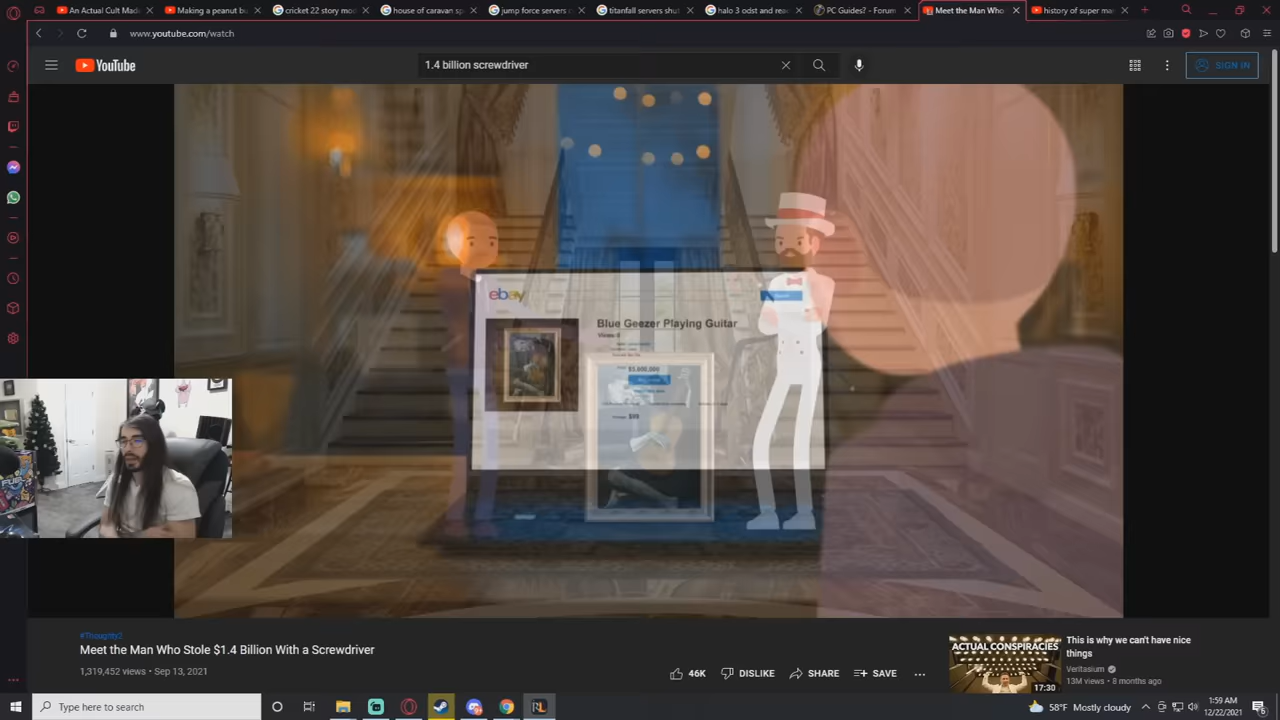 An Actual Cult Mad
Making a peanut bu
cricket 22 story mod
house of caravan sp
jump force servers
titanfall servers shut
halo 3 odst and rea
PC Guides? - Forum
Meet the Man Who
history of super ma
www.youtube.com/watch
YouTube
1.4 billion screwdriver
SIGN IN
ebay
Blue Geezer Playing Guitar
$99
#Thoughty2
Meet the Man Who Stole $1.4 Billion With a Screwdriver
1,319,452 views • Sep 13, 2021
46K
DISLIKE
SHARE
SAVE
ACTUAL CONSPIRACIES
17:30
This is why we can't have nice
things
Veritasium
13M views • 8 months ago
Type here to search
58°F Mostly cloudy
1:59 AM
12/22/2021